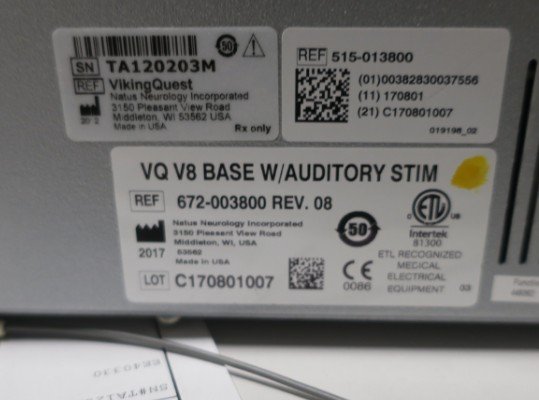 50
SN TA120203M
REF VikingQuest
Natus Neurology Incorporated
3150 Pleasant View Road
Middleton, WI 53562 USA
Made in USA
Rx only
REF 515-013800
(01)00382830037556
(11) 170801
(21) C170801007
019198_02
VQ V8 BASE W/AUDITORY STIM
REF 672-003800 REV. 08
Natus Neurology Incorporated
3150 Pleasant View Road
Middleton, WI, USA
53562
Made in USA
2017
LOT C170801007
50
CE
0086
ETL
Intertek
81300
ETL RECOGNIZED
MEDICAL
ELECTRICAL
EQUIPMENT